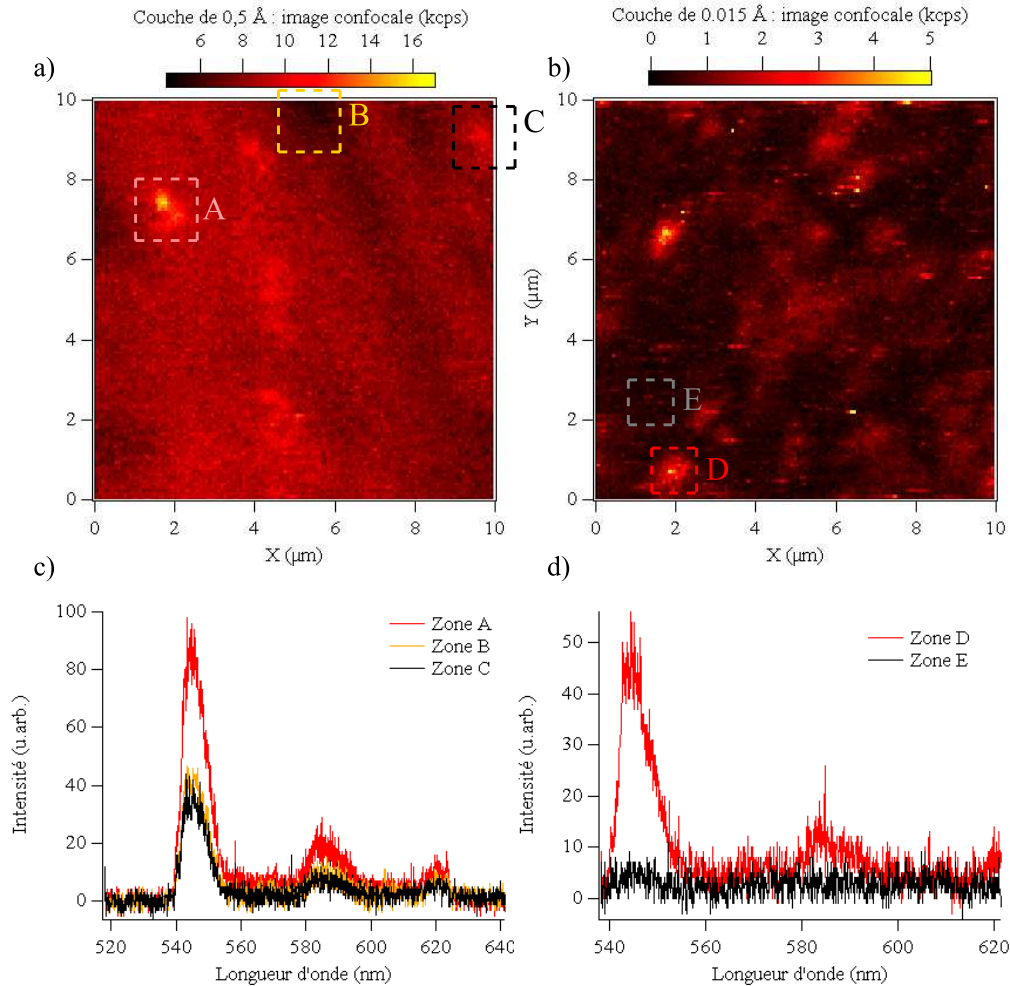 Couche de 0,5 Å : image confocale (kcps)
6 8 10 12 14 16
a)
10
8
6
4
2
0
A
B
C
0 2 4 6 8 10
X (µm)
Couche de 0.015 Å : image confocale (kcps)
0 1 2 3 4 5
b)
10
8
6
4
2
0
Y (µm)
E
D
0 2 4 6 8 10
X (µm)
c)
100
80
60
40
20
0
Intensité (u.arb.)
Zone A
Zone B
Zone C
520 540 560 580 600 620 640
Longueur d'onde (nm)
d)
50
40
30
20
10
0
Intensité (u.arb.)
Zone D
Zone E
540 560 580 600 620
Longueur d'onde (nm)